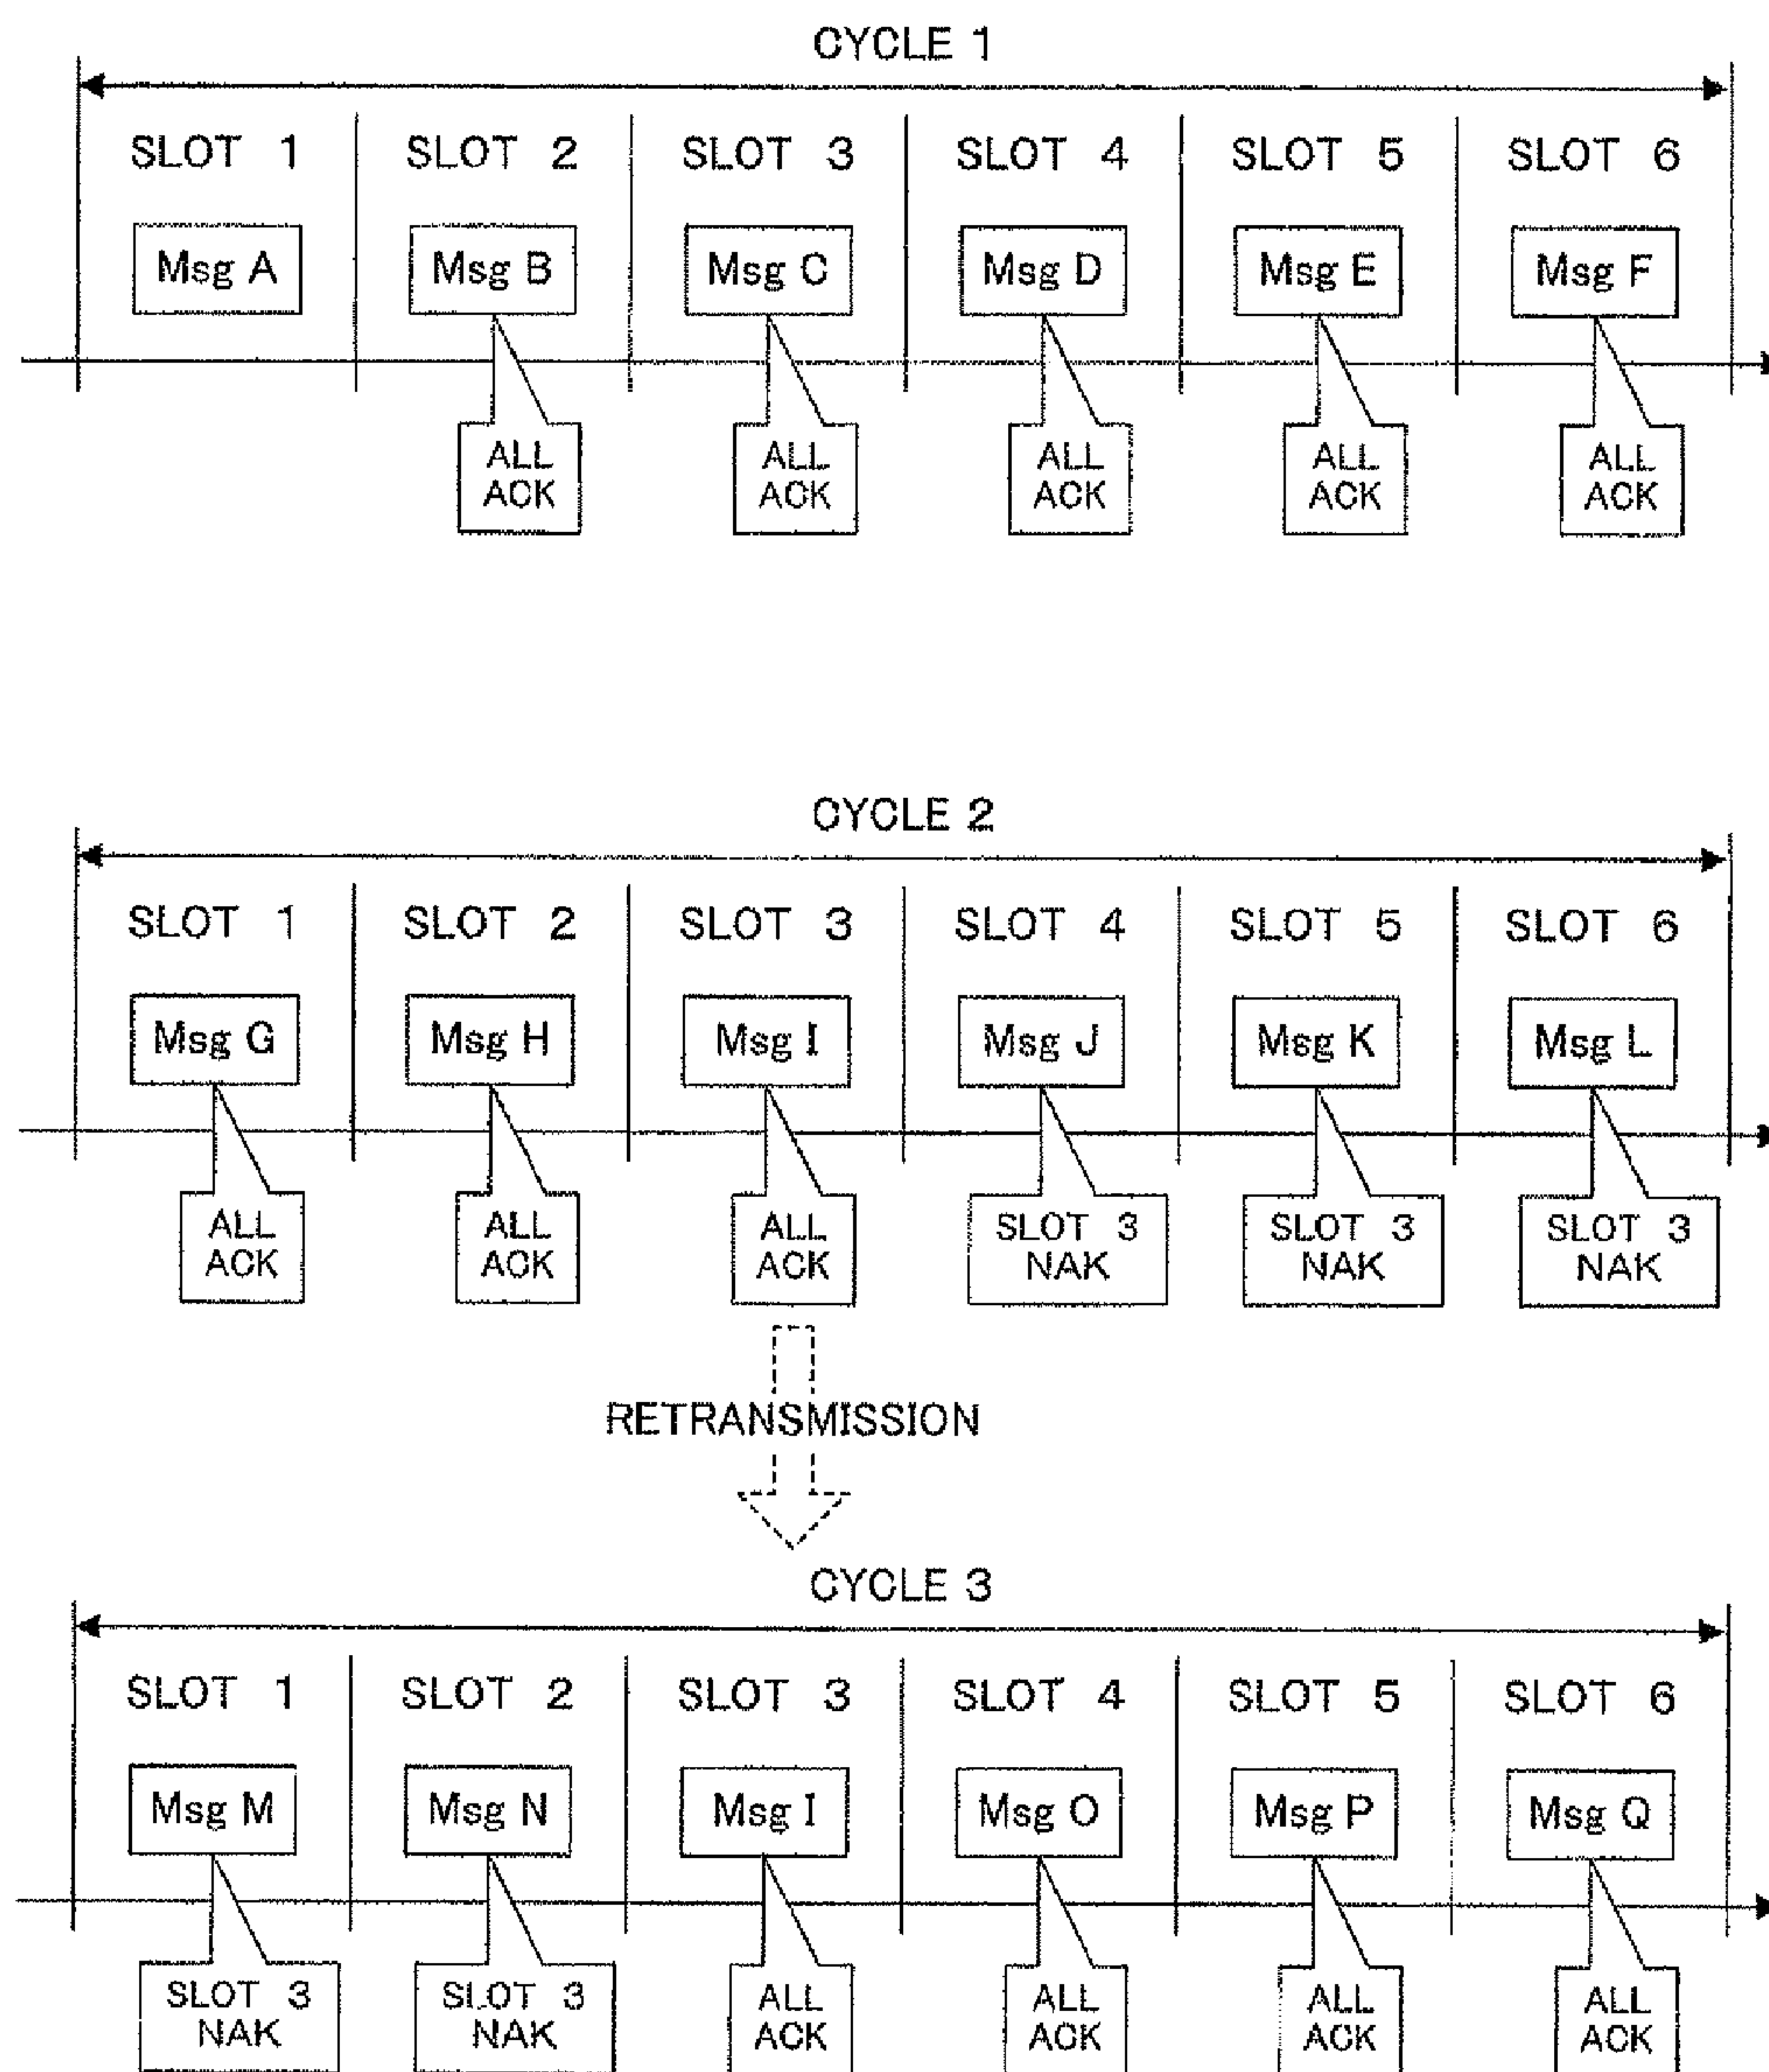 CYCLE 1
SLOT 1 SLOT 2 SLOT 3 SLOT 4 SLOT 5 SLOT 6
Msg A Msg B Msg C Msg D Msg E Msg F
ALL ALL ALL ALL ALL
ACK ACK ACK ACK ACK
CYCLE 2
SLOT 1 SLOT 2 SLOT 3 SLOT 4 SLOT 5 SLOT 6
Msg G Msg H Msg I Msg J Msg K Msg L
ALL ALL ALL SLOT 3 SLOT 3 SLOT 3
ACK ACK ACK NAK NAK NAK
RETRANSMISSION
CYCLE 3
SLOT 1 SLOT 2 SLOT 3 SLOT 4 SLOT 5 SLOT 6
Msg M Msg N Msg I Msg O Msg P Msg Q
SLOT 3 SLOT 3 ALL ALL ALL ALL
NAK NAK ACK ACK ACK ACK